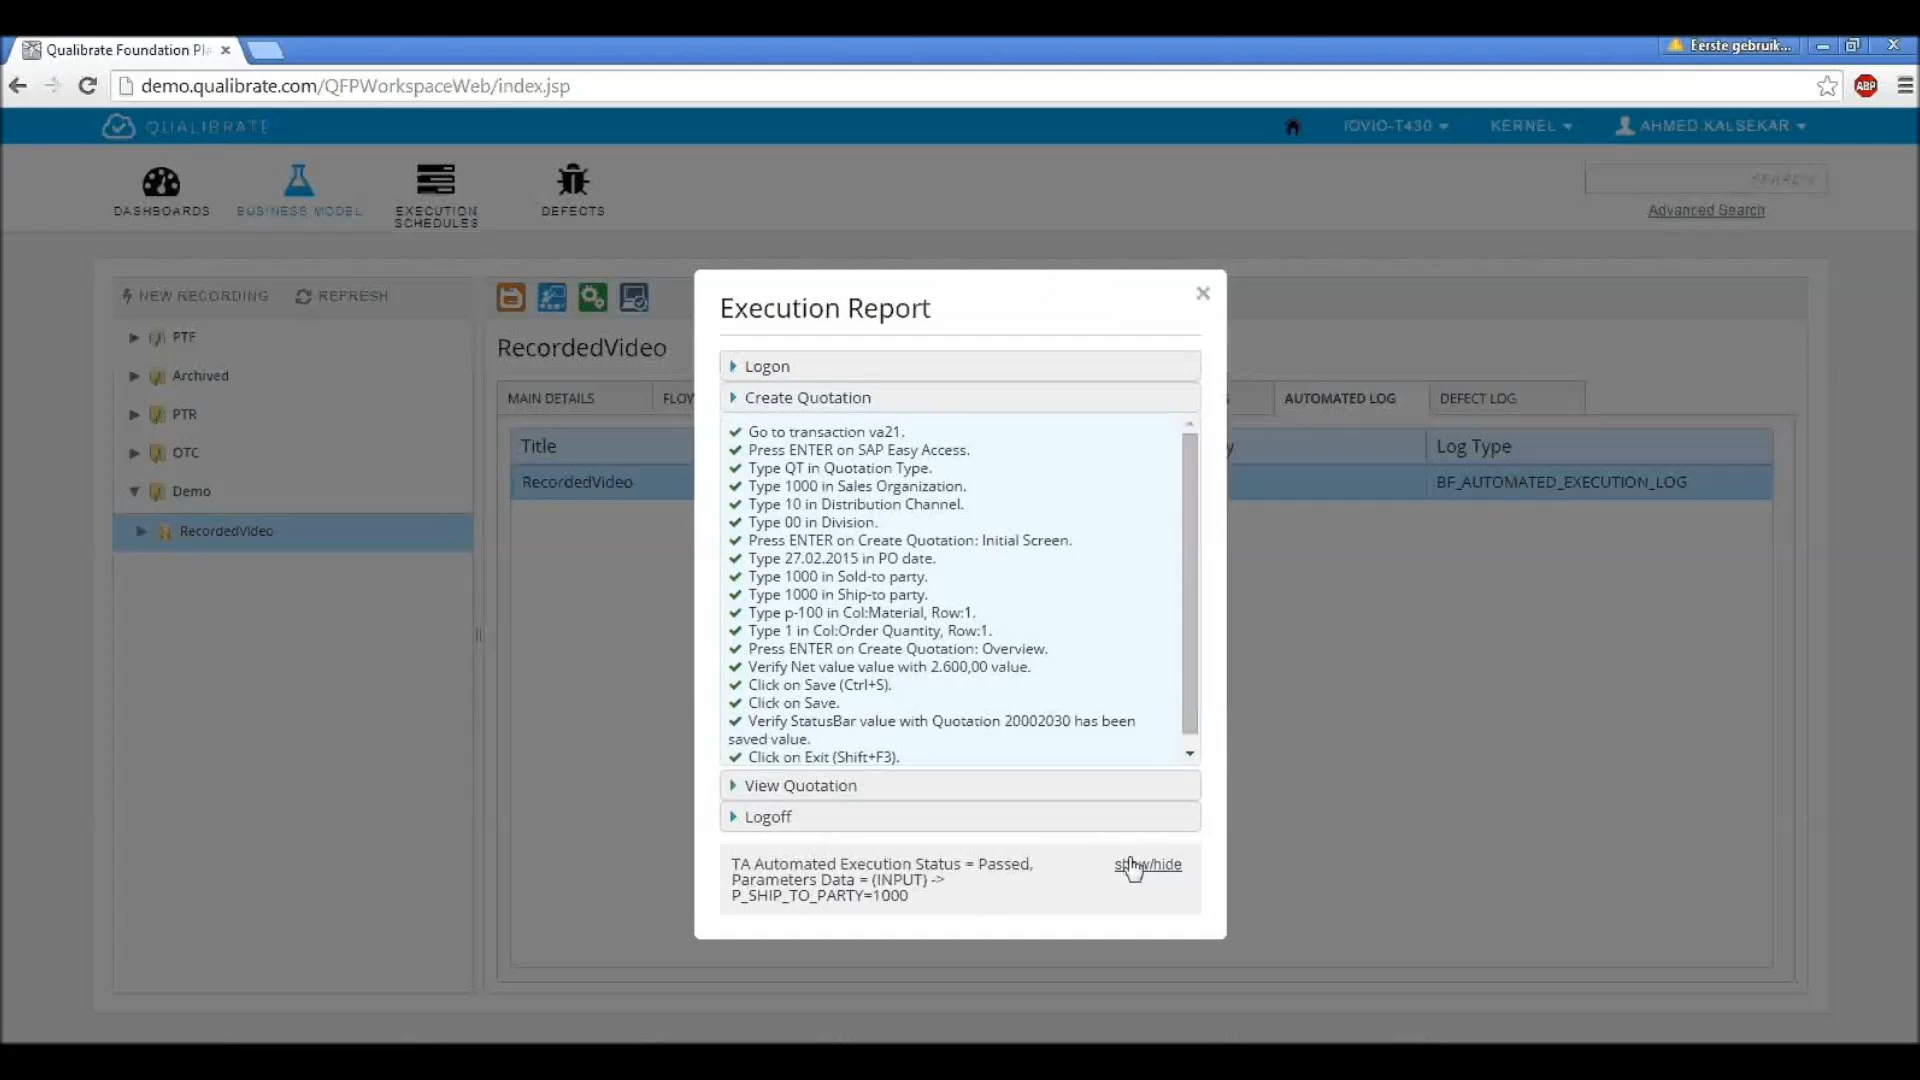 Qualibrate Foundation Pla
Eerste gebruik...
demo.qualibrate.com/QFPWorkspaceWeb/index.jsp
ABP
QUALIBRATE
IOVIO-T430
KERNEL
AHMED KALSEKAR
DASHBOARDS
BUSINESS MODEL
EXECUTION
SCHEDULES
DEFECTS
Advanced Search
NEW RECORDING
REFRESH
PTF
Archived
PTR
OTC
Demo
RecordedVideo
RecordedVideo
MAIN DETAILS
FLOW
AUTOMATED LOG
DEFECT LOG
Title
y
Log Type
RecordedVideo
BF_AUTOMATED_EXECUTION_LOG
Execution Report
Logon
Create Quotation
Go to transaction va21.
Press ENTER on SAP Easy Access.
Type QT in Quotation Type.
Type 1000 in Sales Organization.
Type 10 in Distribution Channel.
Type 00 in Division.
Press ENTER on Create Quotation: Initial Screen.
Type 27.02.2015 in PO date.
Type 1000 in Sold-to party.
Type 1000 in Ship-to party.
Type p-100 in Col:Material, Row:1.
Type 1 in Col:Order Quantity, Row:1.
Press ENTER on Create Quotation: Overview.
Verify Net value value with 2.600,00 value.
Click on Save (Ctrl+S).
Click on Save.
Verify StatusBar value with Quotation 20002030 has been
saved value.
Click on Exit (Shift+F3).
View Quotation
Logoff
TA Automated Execution Status = Passed,
Parameters Data = (INPUT) ->
P_SHIP_TO_PARTY=1000
show/hide